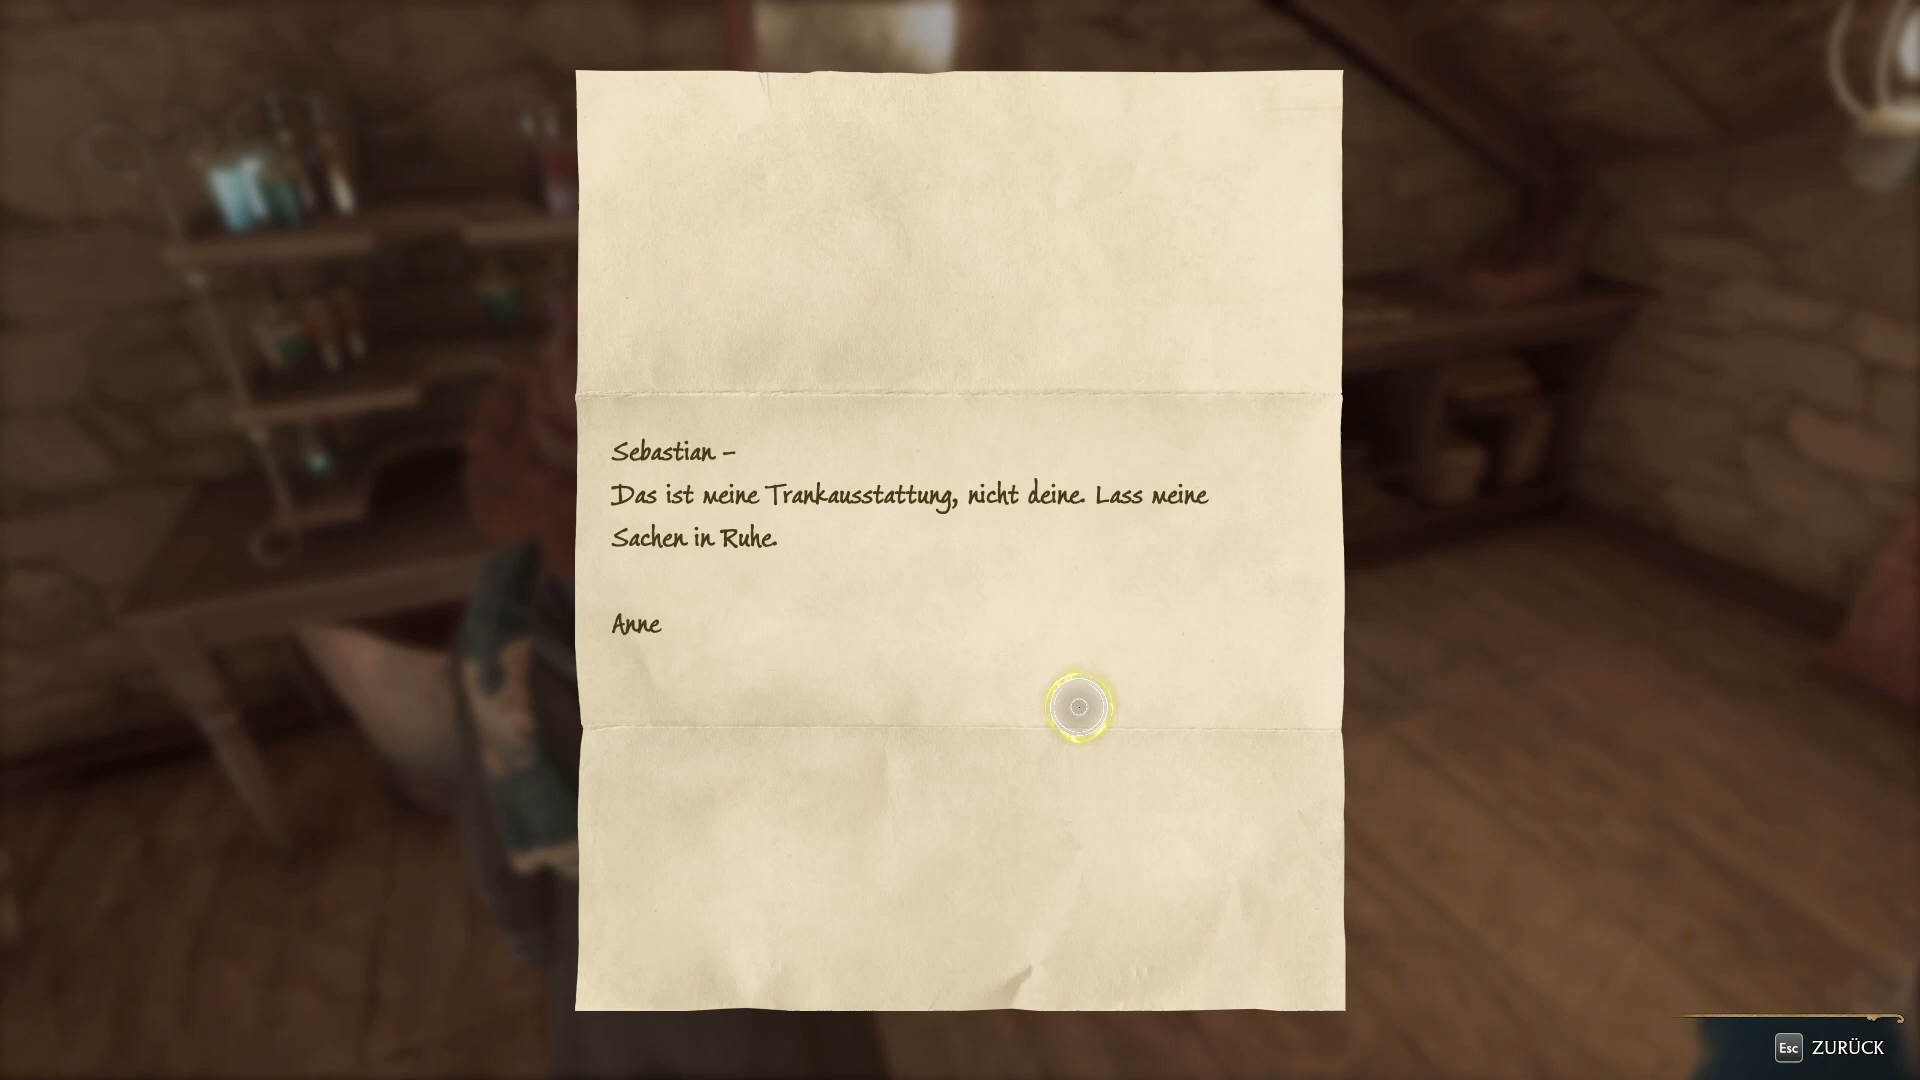 Sebastian –
Das ist meine Trankausstattung, nicht deine. Lass meine
Sachen in Ruhe.
Anne
Esc ZURÜCK